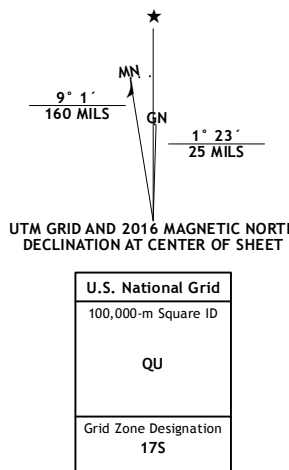 ★
MN
GN
9° 1´
160 MILS
1° 23´
25 MILS
UTM GRID AND 2016 MAGNETIC NORTH
DECLINATION AT CENTER OF SHEET
U.S. National Grid
100,000-m Square ID
QU
Grid Zone Designation
17S